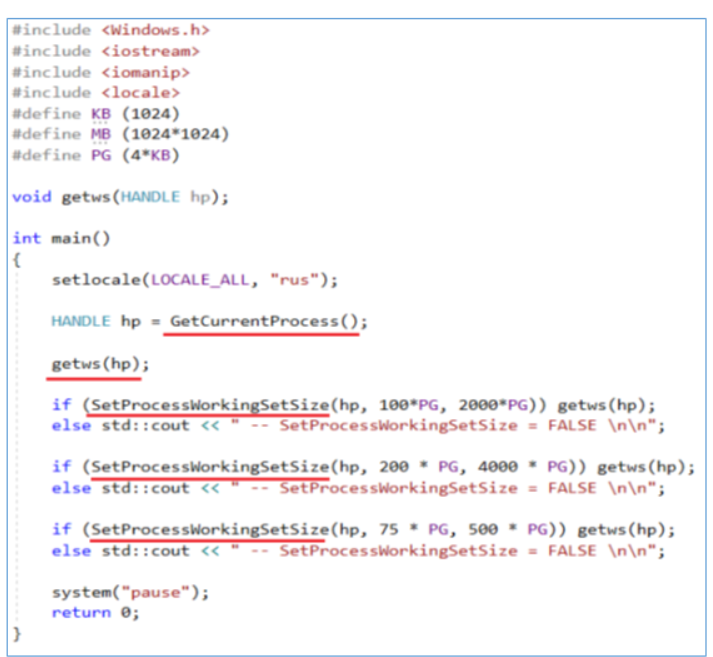 #include <Windows.h>
#include <iostream>
#include <iomanip>
#include <locale>
#define KB (1024)
#define MB (1024*1024)
#define PG (4*KB)
void getws(HANDLE hp);
int main()
{
setlocale(LOCALE_ALL, "rus");
HANDLE hp = GetCurrentProcess();
getws(hp);
if (SetProcessWorkingSetSize(hp, 100*PG, 2000*PG)) getws(hp);
else std::cout << " -- SetProcessWorkingSetSize = FALSE \n\n";
if (SetProcessWorkingSetSize(hp, 200 * PG, 4000 * PG)) getws(hp);
else std::cout << " -- SetProcessWorkingSetSize = FALSE \n\n";
if (SetProcessWorkingSetSize(hp, 75 * PG, 500 * PG)) getws(hp);
else std::cout << " -- SetProcessWorkingSetSize = FALSE \n\n";
system("pause");
return 0;
}